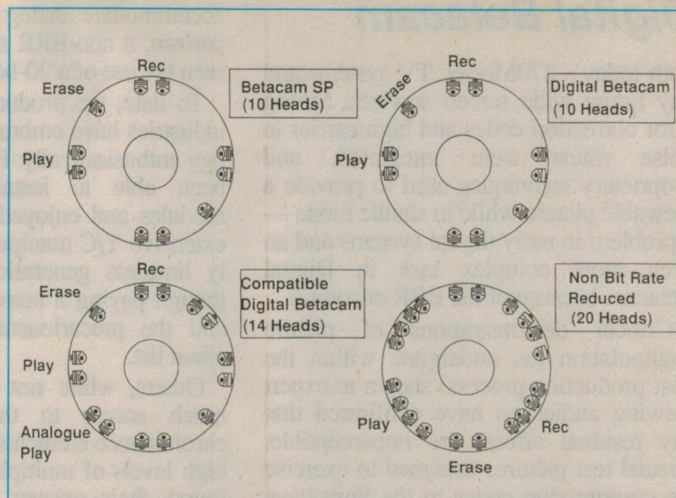 Rec
Erase
Play
Betacam SP
(10 Heads)
Rec
Erase
Play
Digital Betacam
(10 Heads)
Rec
Erase
Play
Analogue
Play
Compatible
Digital Betacam
(14 Heads)
Non Bit Rate
Reduced
(20 Heads)
Play
Rec
Erase